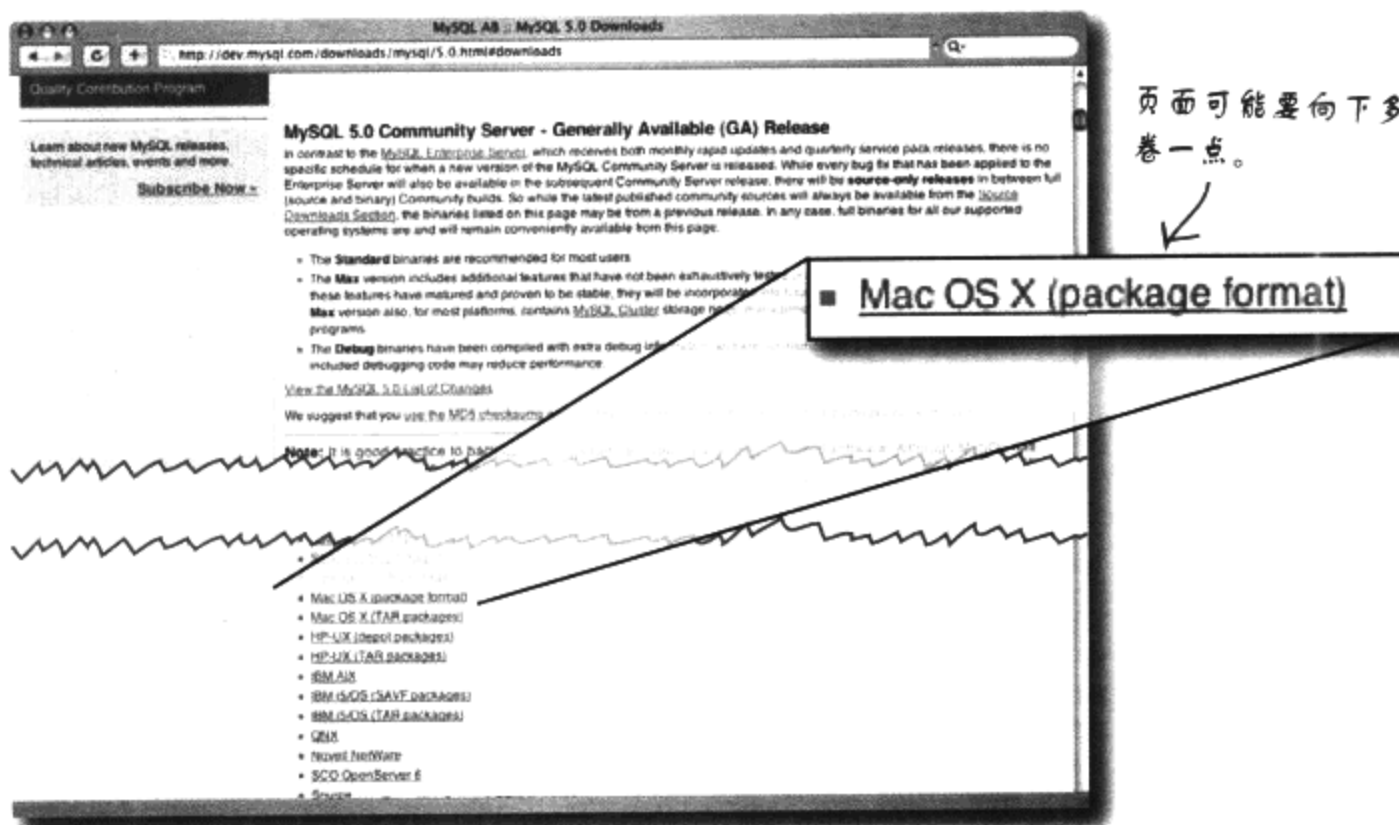 MySQL AB :: MySQL 5.0 Downloads
http://dev.mysql.com/downloads/mysql/5.0.html#downloads
Quality Contribution Program
Learn about new MySQL releases,
technical articles, events and more.
Subscribe Now »
MySQL 5.0 Community Server - Generally Available (GA) Release
In contrast to the MySQL Enterprise Server, which receives both monthly rapid updates and quarterly service pack releases, there is no
specific schedule for when a new version of the MySQL Community Server is released. While every bug fix that has been applied to the
Enterprise Server will also be available in the subsequent Community Server release, there will be source-only releases in between full
(source and binary) Community builds. So while the latest published community sources will always be available from the Source
Downloads Section, the binaries listed on this page may be from a previous release. In any case, full binaries for all our supported
operating systems are and will remain conveniently available from this page.
The Standard binaries are recommended for most users
The Max version includes additional features that have not been exhaustively
these features have matured and proven to be stable, they will be incorporated
Max version also, for most platforms, contains MySQL Cluster storage
programs.
The Debug binaries have been compiled with extra debug
included debugging code may reduce performance.
View the MySQL 5.0 List of Changes
We suggest that you use the MD5 checksums
Note: It is good practice to
页面可能要向下多
卷一点。
Mac OS X (package format)
Mac OS X (package format)
Mac OS X (TAR packages)
HP-UX (depot packages)
HP-UX (TAR packages)
IBM AIX
IBM i5/OS (SAVF packages)
IBM i5/OS (TAR packages)
QNX
Novell NetWare
SCO OpenServer 6